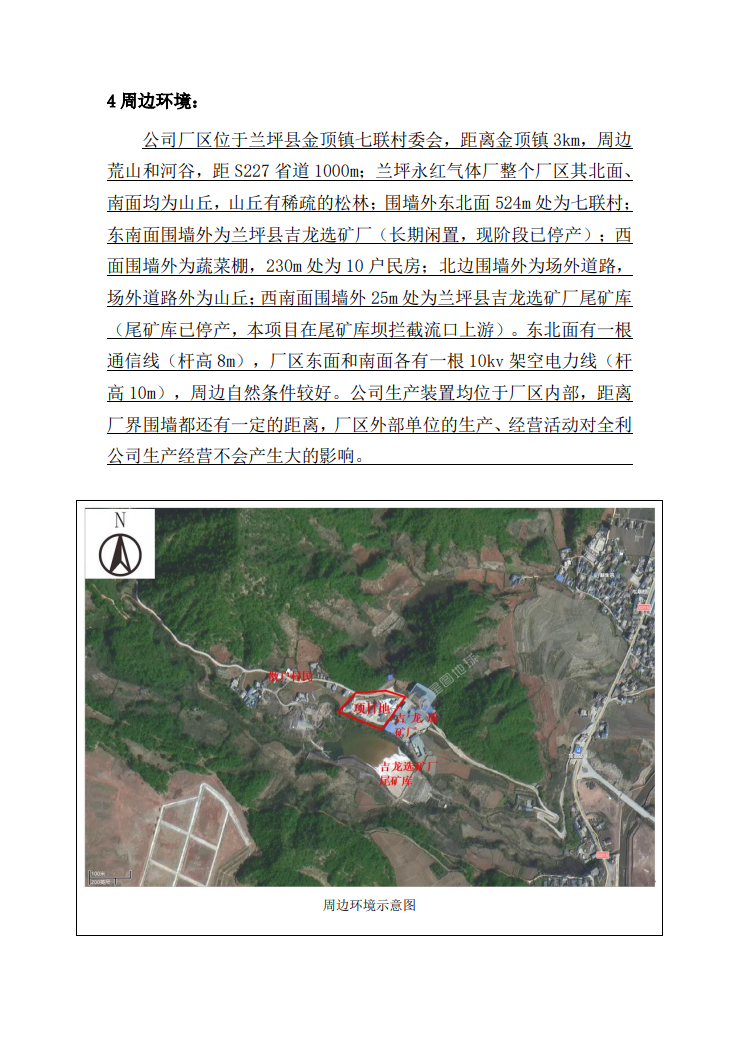 4 周边环境：
公司厂区位于兰坪县金顶镇七联村委会，距离金顶镇 3km，周边
荒山和河谷，距 S227 省道 1000m；兰坪永红气体厂整个厂区其北面、
南面均为山丘，山丘有稀疏的松林；围墙外东北面 524m 处为七联村；
东南面围墙外为兰坪县吉龙选矿厂（长期闲置，现阶段已停产）；西
面围墙外为蔬菜棚，230m 处为 10 户民房；北边围墙外为场外道路，
场外道路外为山丘；西南面围墙外 25m 处为兰坪县吉龙选矿厂尾矿库
（尾矿库已停产，本项目在尾矿库坝拦截流口上游）。东北面有一根
通信线（杆高 8m），厂区东面和南面各有一根 10kv 架空电力线（杆
高 10m），周边自然条件较好。公司生产装置均位于厂区内部，距离
厂界围墙都还有一定的距离，厂区外部单位的生产、经营活动对全利
公司生产经营不会产生大的影响。
N
项目地
吉龙选
矿厂
吉龙选矿厂
尾矿库
100米
周边环境示意图